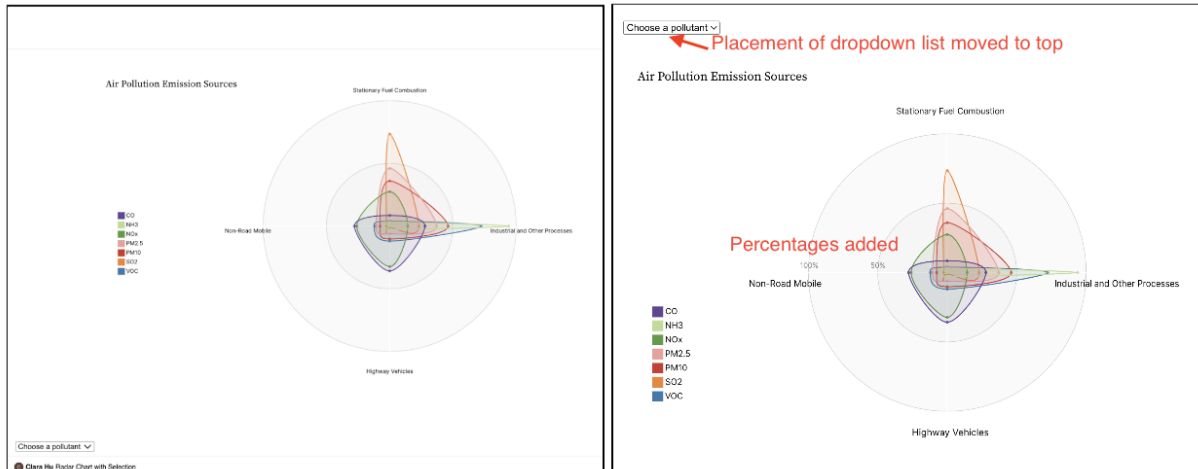 Air Pollution Emission Sources
Stationary Fuel Combustion
CO
NH3
NOx
PM2.5
PM10
SO2
VOC
Non-Road Mobile
Industrial and Other Processes
Highway Vehicles
Choose a pollutant
Clara Hu Radar Chart with Selection
Choose a pollutant
Placement of dropdown list moved to top
Air Pollution Emission Sources
Stationary Fuel Combustion
Percentages added
100%
50%
Non-Road Mobile
Industrial and Other Processes
CO
NH3
NOx
PM2.5
PM10
SO2
VOC
Highway Vehicles